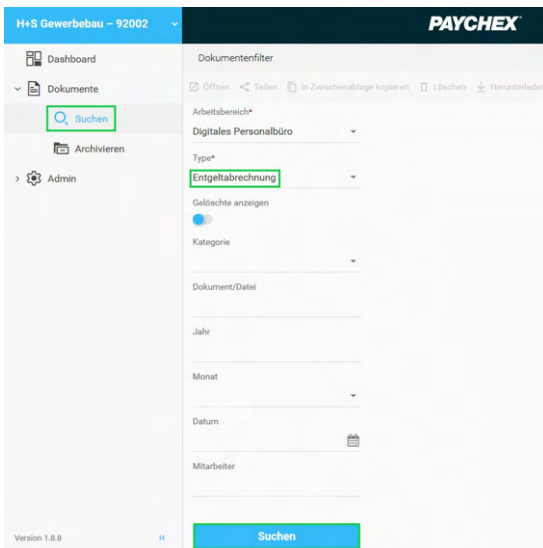 H+S Gewerbebau – 92002
PAYCHEX
Dashboard
Dokumentenfilter
Dokumente
Öffnen Teilen In Zwischenablage kopieren Löschen Herunterladen
Suchen
Arbeitsbereich*
Digitales Personalbüro
Archivieren
Type*
Admin
Entgeltabrechnung
Gelöschte anzeigen
Kategorie
Dokument/Datei
Jahr
Monat
Datum
Mitarbeiter
Version 1.8.8
Suchen